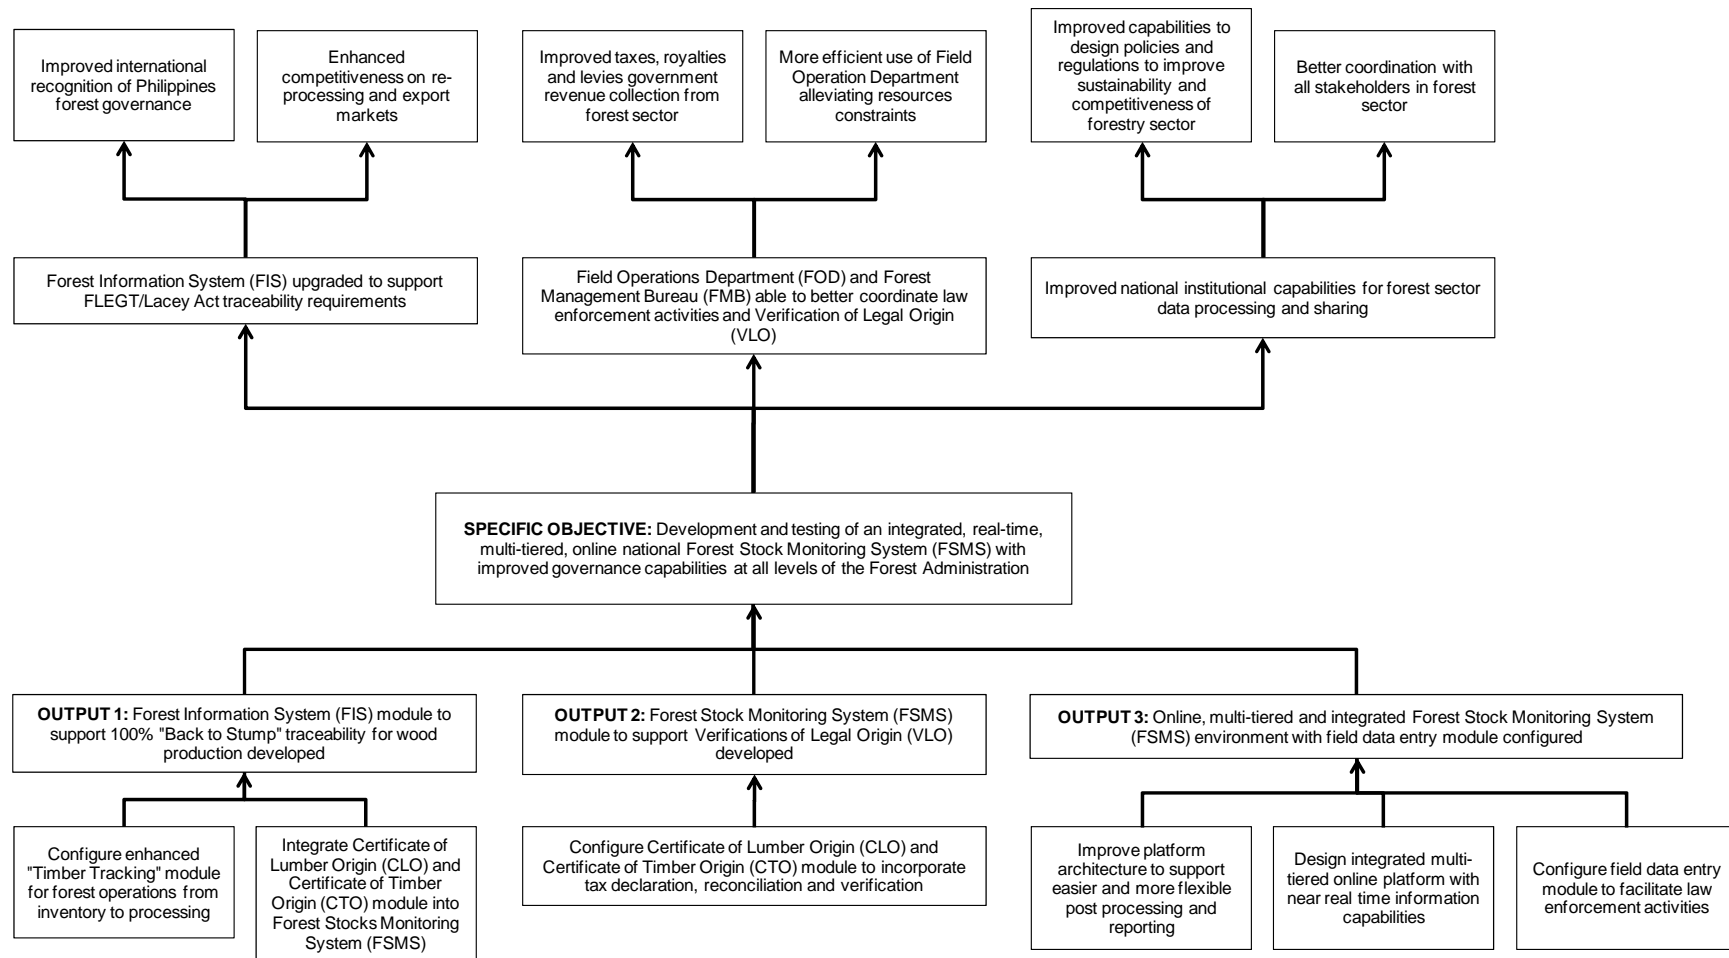 Improved international
recognition of Philippines
forest governance
Enhanced
competitiveness on re-
processing and export
markets
Improved taxes, royalties
and levies government
revenue collection from
forest sector
More efficient use of Field
Operation Department
alleviating resources
constraints
Improved capabilities to
design policies and
regulations to improve
sustainability and
competitiveness of
forestry sector
Better coordination with
all stakeholders in forest
sector
Forest Information System (FIS) upgraded to support
FLEGT/Lacey Act traceability requirements
Field Operations Department (FOD) and Forest
Management Bureau (FMB) able to better coordinate law
enforcement activities and Verification of Legal Origin
(VLO)
Improved national institutional capabilities for forest sector
data processing and sharing
SPECIFIC OBJECTIVE: Development and testing of an integrated, real-time,
multi-tiered, online national Forest Stock Monitoring System (FSMS) with
improved governance capabilities at all levels of the Forest Administration
OUTPUT 1: Forest Information System (FIS) module to
support 100% "Back to Stump" traceability for wood
production developed
OUTPUT 2: Forest Stock Monitoring System (FSMS)
module to support Verifications of Legal Origin (VLO)
developed
OUTPUT 3: Online, multi-tiered and integrated Forest Stock Monitoring System
(FSMS) environment with field data entry module configured
Configure enhanced
"Timber Tracking" module
for forest operations from
inventory to processing
Integrate Certificate of
Lumber Origin (CLO) and
Certificate of Timber
Origin (CTO) module into
Forest Stocks Monitoring
System (FSMS)
Configure Certificate of Lumber Origin (CLO) and
Certificate of Timber Origin (CTO) module to incorporate
tax declaration, reconciliation and verification
Improve platform
architecture to support
easier and more flexible
post processing and
reporting
Design integrated multi-
tiered online platform with
near real time information
capabilities
Configure field data entry
module to facilitate law
enforcement activities